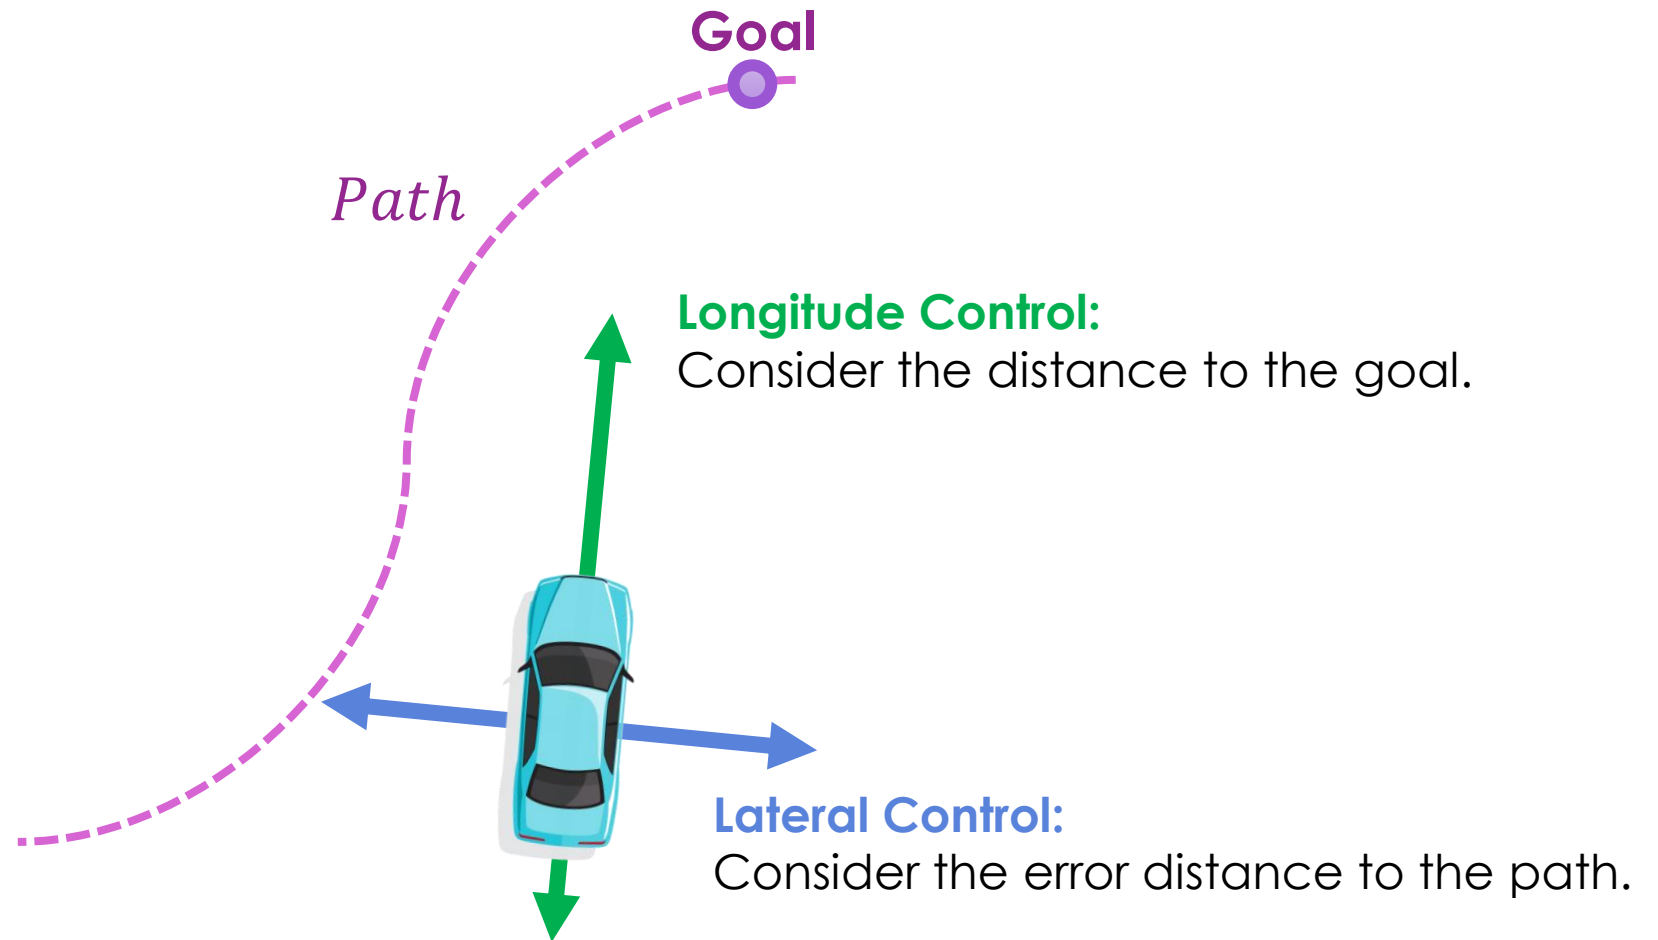 Goal
Path
Longitude Control:
Consider the distance to the goal.
Lateral Control:
Consider the error distance to the path.